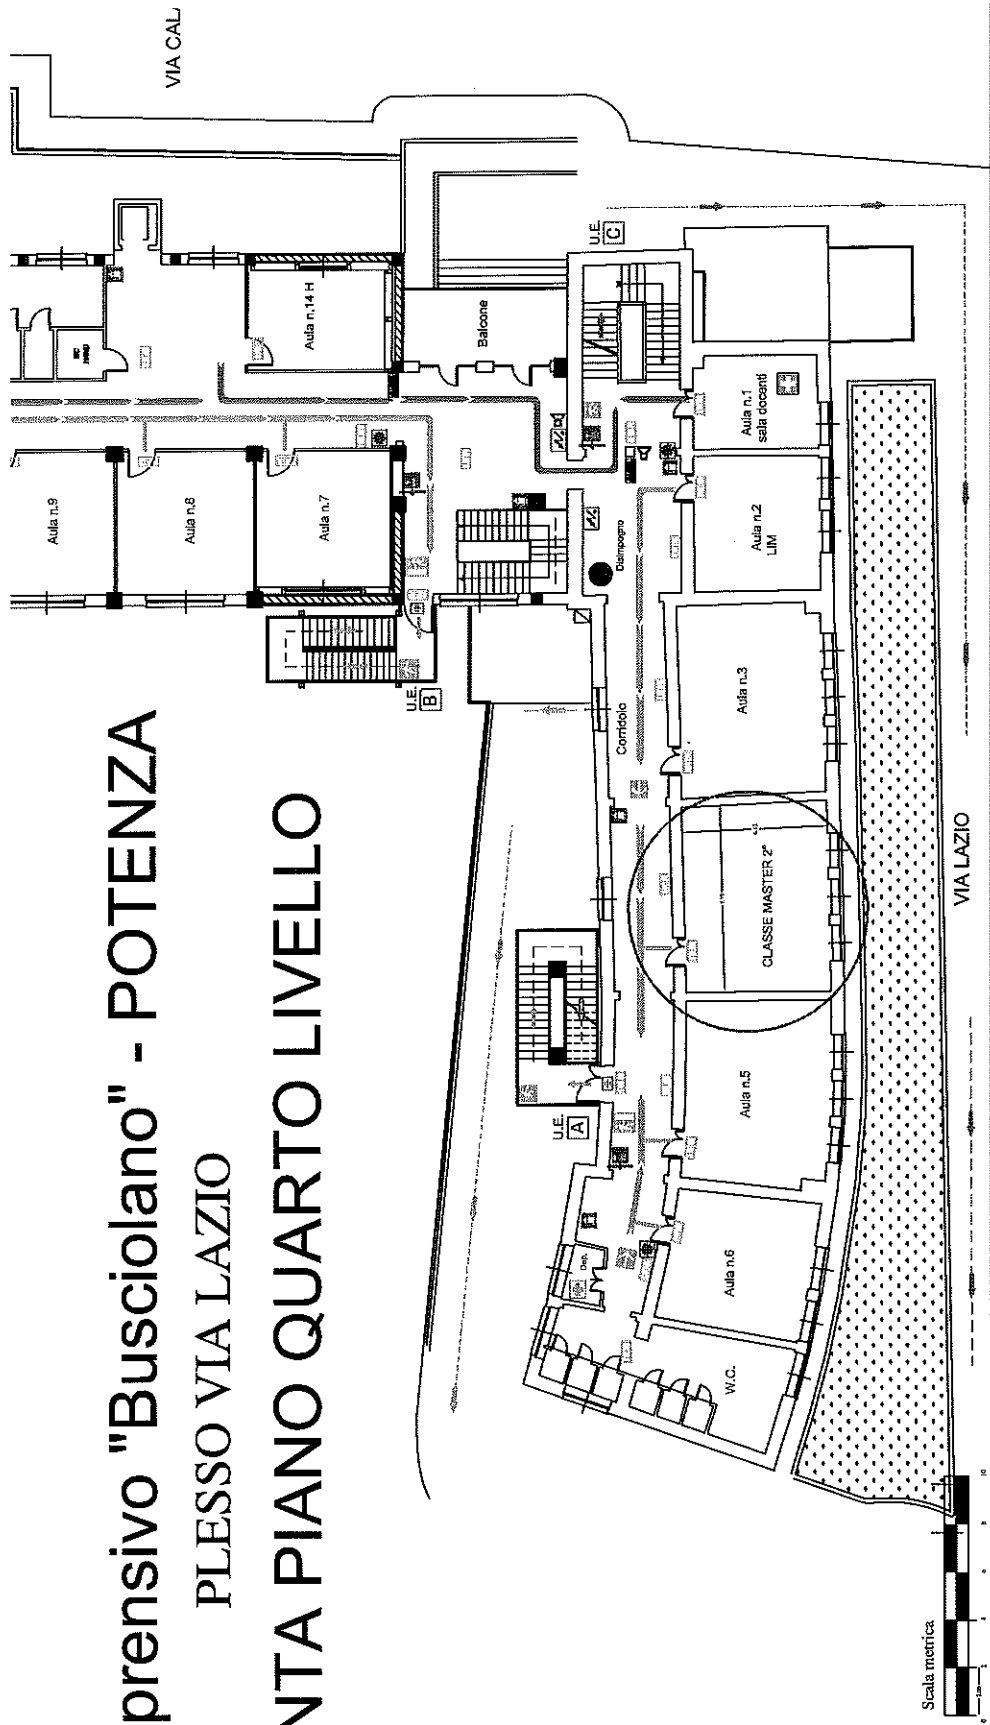 prensivo "Busciolano" - POTENZA
PLESSO VIA LAZIO
NTA PIANO QUARTO LIVELLO
VIA CAL
Aula n.9
Aula n.8
Aula n.7
Aula n.14 H
Balcone
U.E.
B
U.E.
C
Disimpegno
Corridoio
Aula n.1
sala docenti
Aula n.2
LIM
Aula n.3
CLASSE MASTER 2°
Aula n.5
U.E.
A
Aula n.6
W.C.
VIA LAZIO
Scala metrica